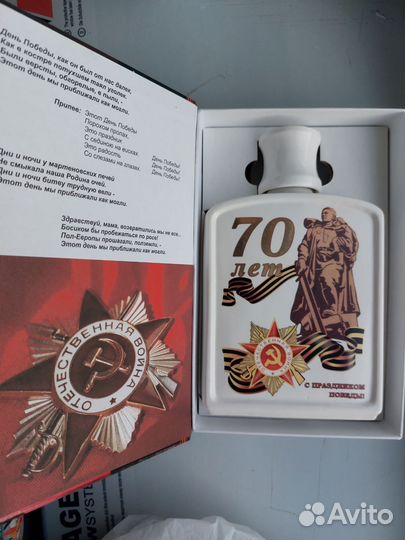 День Победы, как он был от нас далек,
Как в костре потухшем таял уголек.
Были версты, обгорелые, в пыли, -
Этот день мы приближали как могли.
Припев:
Этот День Победы
Порохом пропах,
Это праздник
С сединою на висках.
Это радость
Со слезами на глазах.
День Победы!
День Победы!
День Победы!
Дни и ночи у мартеновских печей
Не смыкала наша Родина очей.
Дни и ночи битву трудную вели -
Этот день мы приближали как могли.
Здравствуй, мама, возвратились мы не все...
Босиком бы пробежаться по росе!
Пол-Европы прошагали, полземли, -
Этот день мы приближали как могли.
ОТЕЧЕСТВЕННАЯ ВОЙНА
70
лет
С ПРАЗДНИКОМ
ПОБЕДЫ!
AGE
SYSTEM
Avito